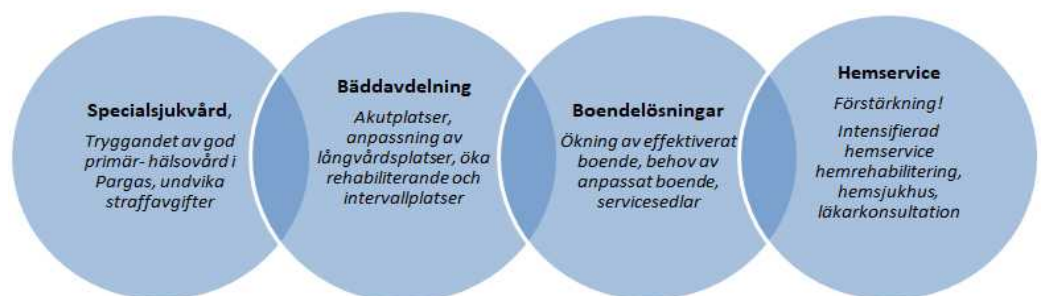 Specialsjukvård,
Tryggandet av god
primär- hälsovård i
Pargas, undvika
straffavgifter
Bäddavdelning
Akutplatser,
anpassning av
långvårdsplatser, öka
rehabiliterande och
intervallplatser
Boendelösningar
Ökning av effektiverat
boende, behov av
anpassat boende,
servicesedlar
Hemservice
Förstärkning!
Intensifierad
hemservice
hemrehabilitering,
hemsjukhus,
läkarkonsultation